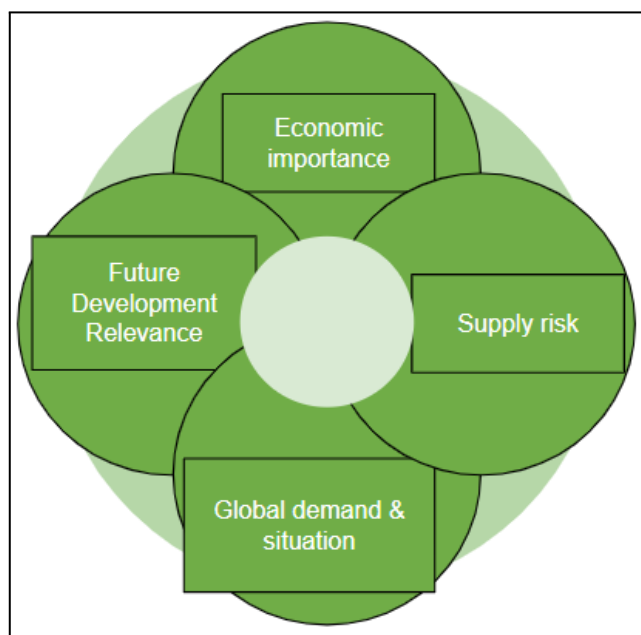 Economic
importance
Future
Development
Relevance
Supply risk
Global demand &
situation